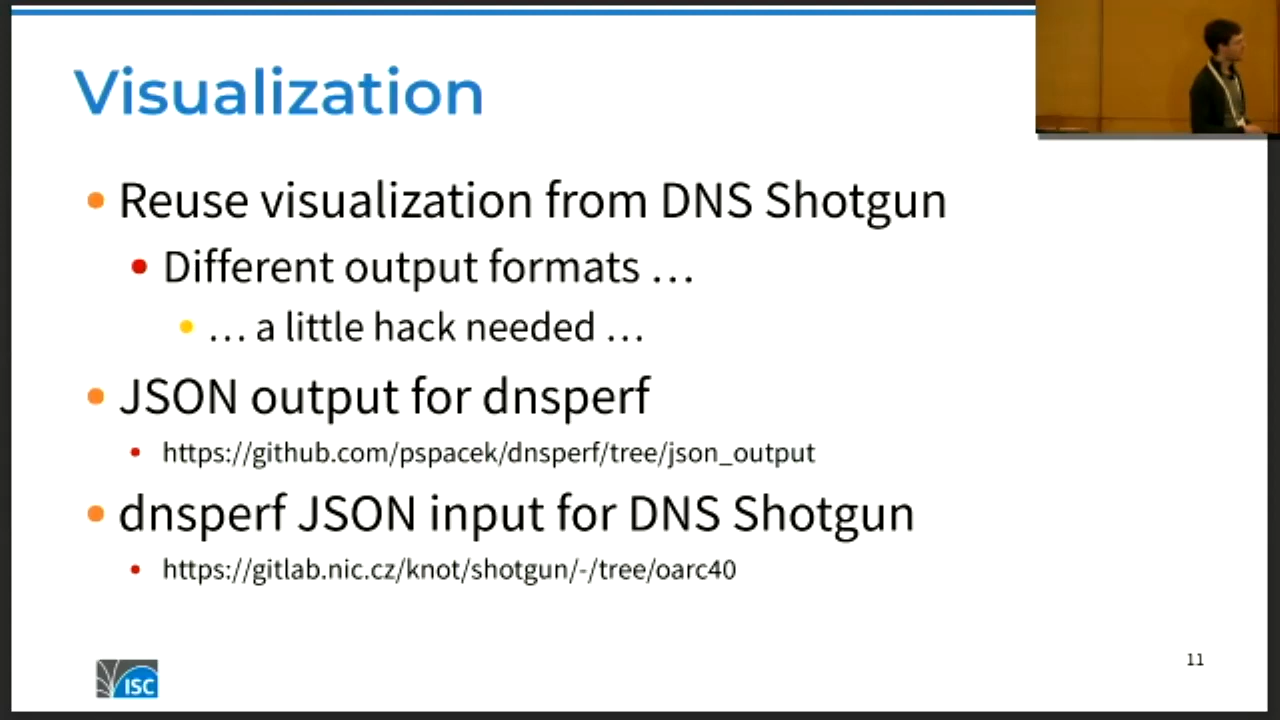 Visualization
Reuse visualization from DNS Shotgun
Different output formats …
… a little hack needed …
JSON output for dnsperf
https://github.com/pspacek/dnsperf/tree/json_output
dnsperf JSON input for DNS Shotgun
https://gitlab.nic.cz/knot/shotgun/-/tree/oarc40
ISC
11